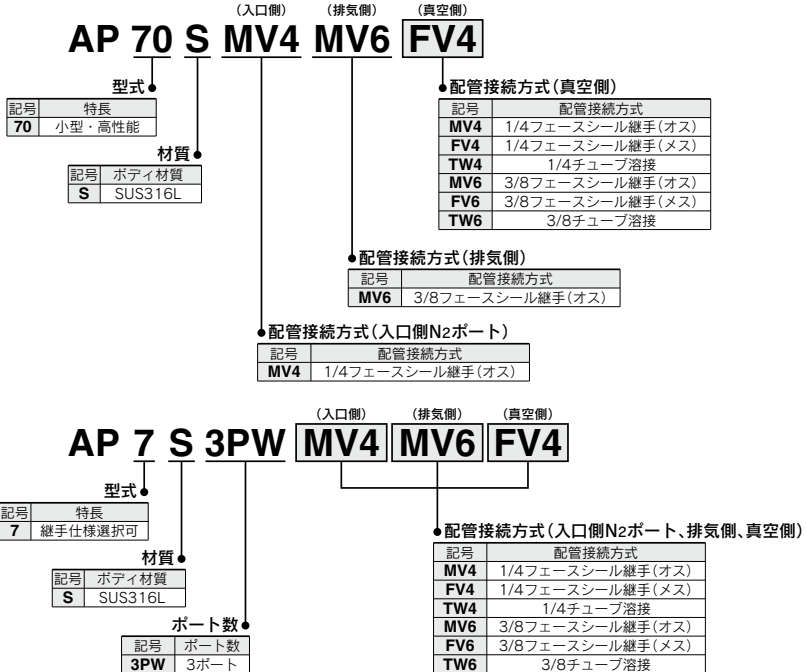 (入口側) (排気側) (真空側)
AP 70 S MV4 MV6 FV4
型式
記号 特長
70 小型・高性能
材質
記号 ボディ材質
S SUS316L
配管接続方式(真空側)
記号 配管接続方式
MV4 1/4フェースシール継手(オス)
FV4 1/4フェースシール継手(メス)
TW4 1/4チューブ溶接
MV6 3/8フェースシール継手(オス)
FV6 3/8フェースシール継手(メス)
TW6 3/8チューブ溶接
配管接続方式(排気側)
記号 配管接続方式
MV6 3/8フェースシール継手(オス)
配管接続方式(入口側N2ポート)
記号 配管接続方式
MV4 1/4フェースシール継手(オス)
(入口側) (排気側) (真空側)
AP 7 S 3PW MV4 MV6 FV4
型式
記号 特長
7 継手仕様選択可
材質
記号 ボディ材質
S SUS316L
ポート数
記号 ポート数
3PW 3ポート
配管接続方式(入口側N2ポート、排気側、真空側)
記号 配管接続方式
MV4 1/4フェースシール継手(オス)
FV4 1/4フェースシール継手(メス)
TW4 1/4チューブ溶接
MV6 3/8フェースシール継手(オス)
FV6 3/8フェースシール継手(メス)
TW6 3/8チューブ溶接